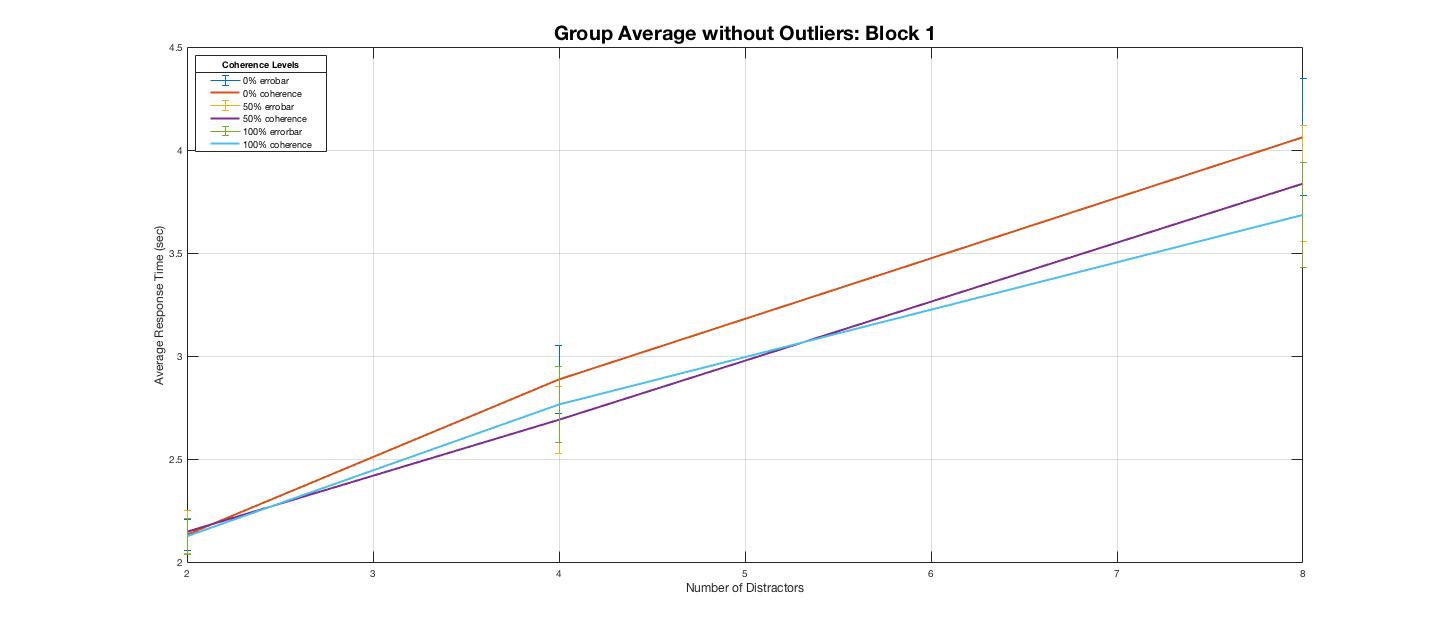 Group Average without Outliers: Block 1
4.5
4
3.5
3
2.5
2
Average Response Time (sec)
Coherence Levels
0% errobar
0% coherence
50% errobar
50% coherence
100% errorbar
100% coherence
2 3 4 5 6 7 8
Number of Distractors